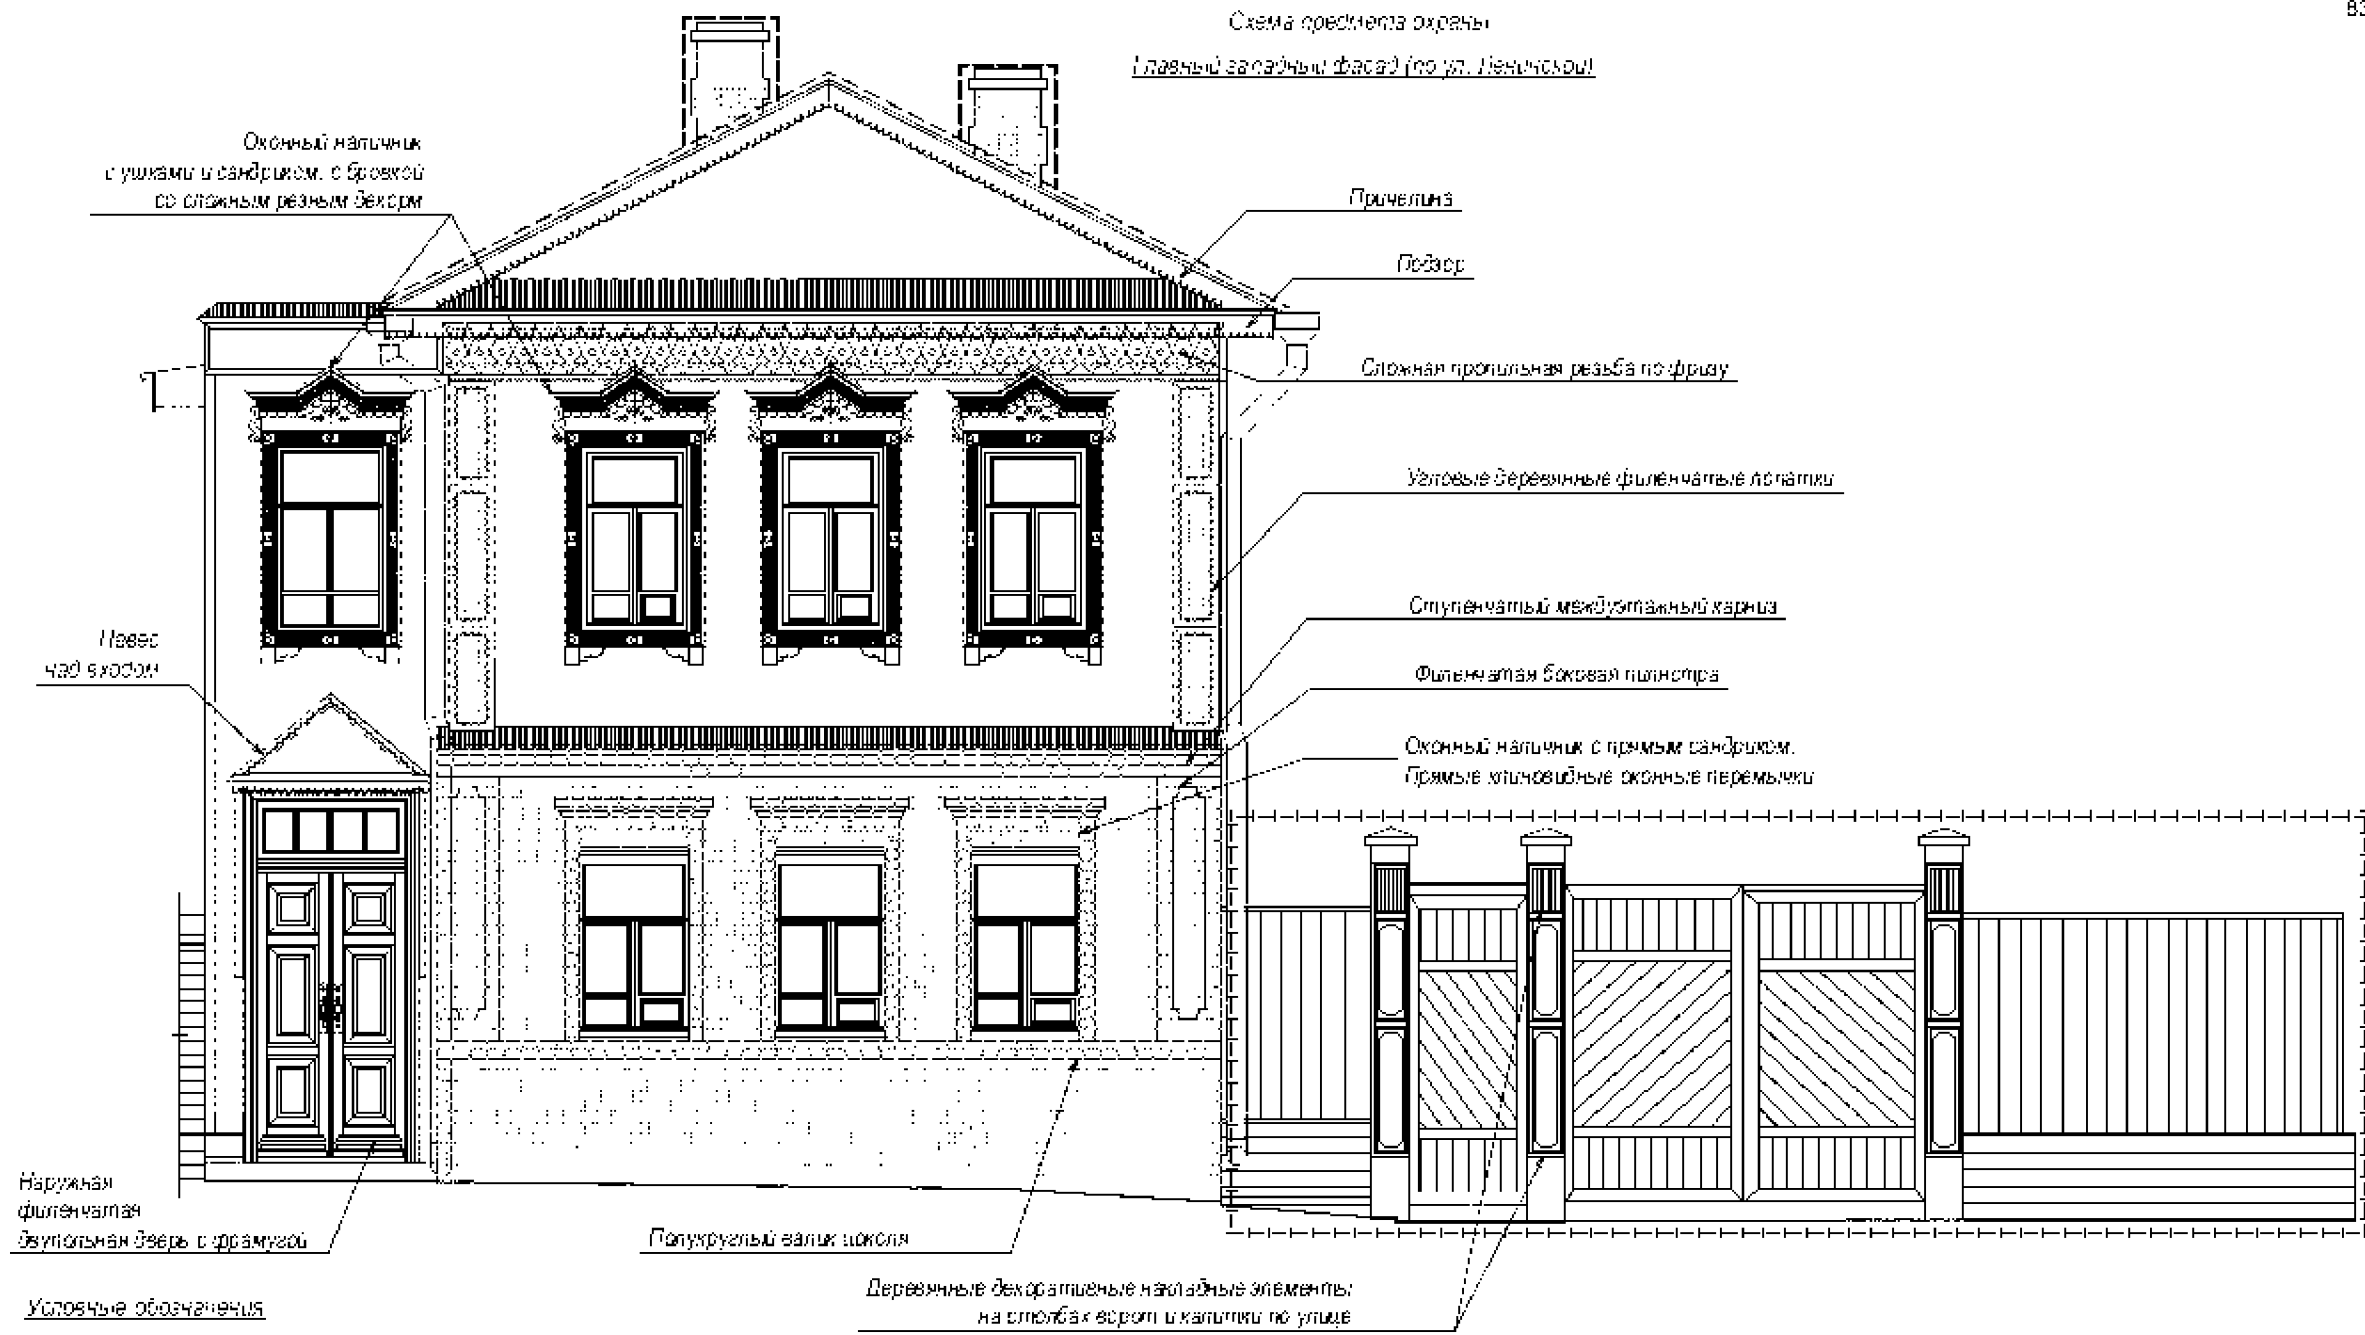 83
Схема предмета охраны
Главный западный фасад (по ул. Ленинской)
Оконный наличник
с ушками и сандриком, с бровкой
со сложным резным декорм
Причелина
Подзор
Сложная пропильная резьба по фризу
Угловые деревянные филенчатые лопатки
Ступенчатый междуэтажный карниз
Навес
над входом
Филенчатая боковая пилястра
Оконный наличник с прямым сандриком.
Прямые клиновидные оконные перемычки
Наружная
филенчатая
двупольная дверь с фрамугой
Полукруглый валик цоколя
Деревянные декоративные накладные элементы
на столбах ворот и калитки по улице
Условные обозначения